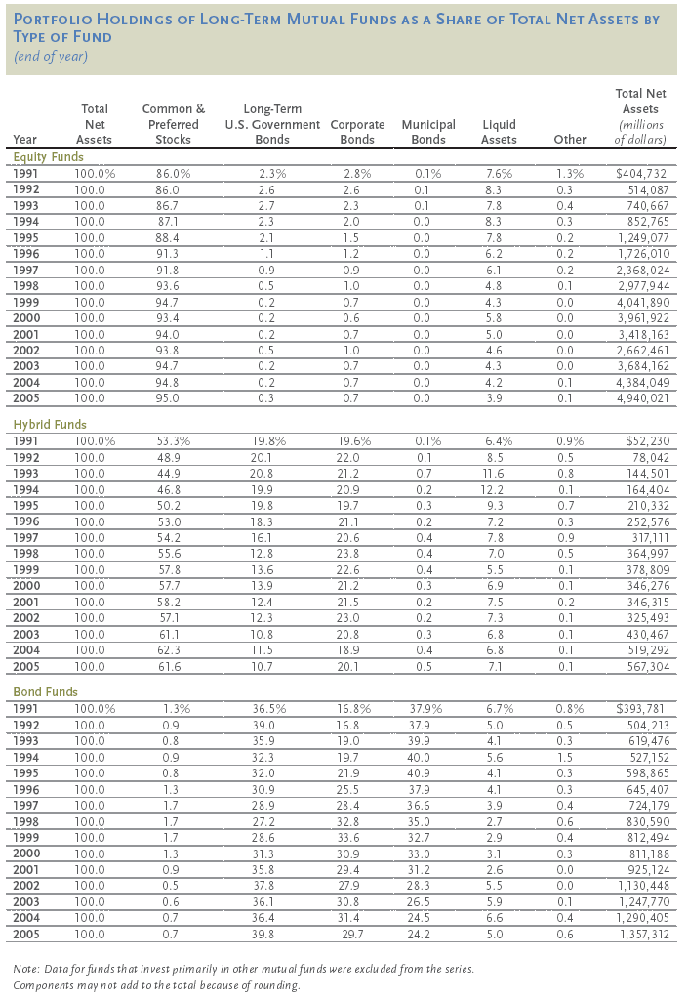 PORTFOLIO HOLDINGS OF LONG-TERM MUTUAL FUNDS AS A SHARE OF TOTAL NET ASSETS BY
TYPE OF FUND
(end of year)
Total Net
Total Common & Long-Term Assets
Net Preferred U.S. Government Corporate Municipal Liquid (millions
Year Assets Stocks Bonds Bonds Bonds Assets Other of dollars)
Equity Funds
1991 100.0% 86.0% 2.3% 2.8% 0.1% 7.6% 1.3% $404,732
1992 100.0 86.0 2.6 2.6 0.1 8.3 0.3 514,087
1993 100.0 86.7 2.7 2.3 0.1 7.8 0.4 740,667
1994 100.0 87.1 2.3 2.0 0.0 8.3 0.3 852,765
1995 100.0 88.4 2.1 1.5 0.0 7.8 0.2 1,249,077
1996 100.0 91.3 1.1 1.2 0.0 6.2 0.2 1,726,010
1997 100.0 91.8 0.9 0.9 0.0 6.1 0.2 2,368,024
1998 100.0 93.6 0.5 1.0 0.0 4.8 0.1 2,977,944
1999 100.0 94.7 0.2 0.7 0.0 4.3 0.0 4,041,890
2000 100.0 93.4 0.2 0.6 0.0 5.8 0.0 3,961,922
2001 100.0 94.0 0.2 0.7 0.0 5.0 0.0 3,418,163
2002 100.0 93.8 0.5 1.0 0.0 4.6 0.0 2,662,461
2003 100.0 94.7 0.2 0.7 0.0 4.3 0.0 3,684,162
2004 100.0 94.8 0.2 0.7 0.0 4.2 0.1 4,384,049
2005 100.0 95.0 0.3 0.7 0.0 3.9 0.1 4,940,021
Hybrid Funds
1991 100.0% 53.3% 19.8% 19.6% 0.1% 6.4% 0.9% $52,230
1992 100.0 48.9 20.1 22.0 0.1 8.5 0.5 78,042
1993 100.0 44.9 20.8 21.2 0.7 11.6 0.8 144,501
1994 100.0 46.8 19.9 20.9 0.2 12.2 0.1 164,404
1995 100.0 50.2 19.8 19.7 0.3 9.3 0.7 210,332
1996 100.0 53.0 18.3 21.1 0.2 7.2 0.3 252,576
1997 100.0 54.2 16.1 20.6 0.4 7.8 0.9 317,111
1998 100.0 55.6 12.8 23.8 0.4 7.0 0.5 364,997
1999 100.0 57.8 13.6 22.6 0.4 5.5 0.1 378,809
2000 100.0 57.7 13.9 21.2 0.3 6.9 0.1 346,276
2001 100.0 58.2 12.4 21.5 0.2 7.5 0.2 346,315
2002 100.0 57.1 12.3 23.0 0.2 7.3 0.1 325,493
2003 100.0 61.1 10.8 20.8 0.3 6.8 0.1 430,467
2004 100.0 62.3 11.5 18.9 0.4 6.8 0.1 519,292
2005 100.0 61.6 10.7 20.1 0.5 7.1 0.1 567,304
Bond Funds
1991 100.0% 1.3% 36.5% 16.8% 37.9% 6.7% 0.8% $393,781
1992 100.0 0.9 39.0 16.8 37.9 5.0 0.5 504,213
1993 100.0 0.8 35.9 19.0 39.9 4.1 0.3 619,476
1994 100.0 0.9 32.3 19.7 40.0 5.6 1.5 527,152
1995 100.0 0.8 32.0 21.9 40.9 4.1 0.3 598,865
1996 100.0 1.3 30.9 25.5 37.9 4.1 0.3 645,407
1997 100.0 1.7 28.9 28.4 36.6 3.9 0.4 724,179
1998 100.0 1.7 27.2 32.8 35.0 2.7 0.6 830,590
1999 100.0 1.7 28.6 33.6 32.7 2.9 0.4 812,494
2000 100.0 1.3 31.3 30.9 33.0 3.1 0.3 811,188
2001 100.0 0.9 35.8 29.4 31.2 2.6 0.0 925,124
2002 100.0 0.5 37.8 27.9 28.3 5.5 0.0 1,130,448
2003 100.0 0.6 36.1 30.8 26.5 5.9 0.1 1,247,770
2004 100.0 0.7 36.4 31.4 24.5 6.6 0.4 1,290,405
2005 100.0 0.7 39.8 29.7 24.2 5.0 0.6 1,357,312
Note: Data for funds that invest primarily in other mutual funds were excluded from the series.
Components may not add to the total because of rounding.